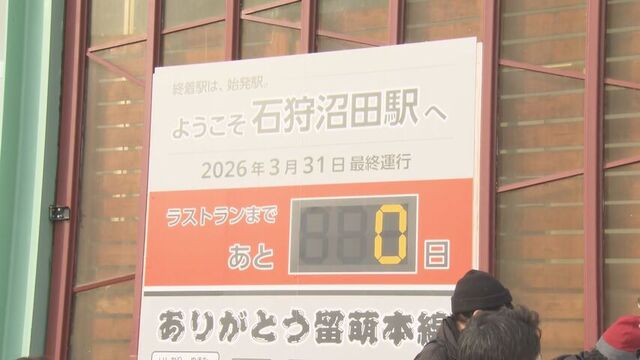 終着駅は、始発駅。
ようこそ 石狩沼田駅へ
2026年3月31日 最終運行
ラストランまで
あと 0 日
ありがとう留萌本線